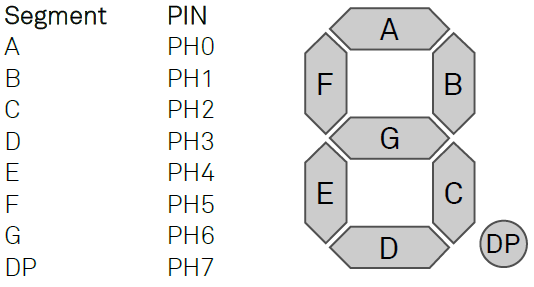 Segment PIN
A PH0
B PH1
C PH2
D PH3
E PH4
F PH5
G PH6
DP PH7
A
F B
G
E C
D DP